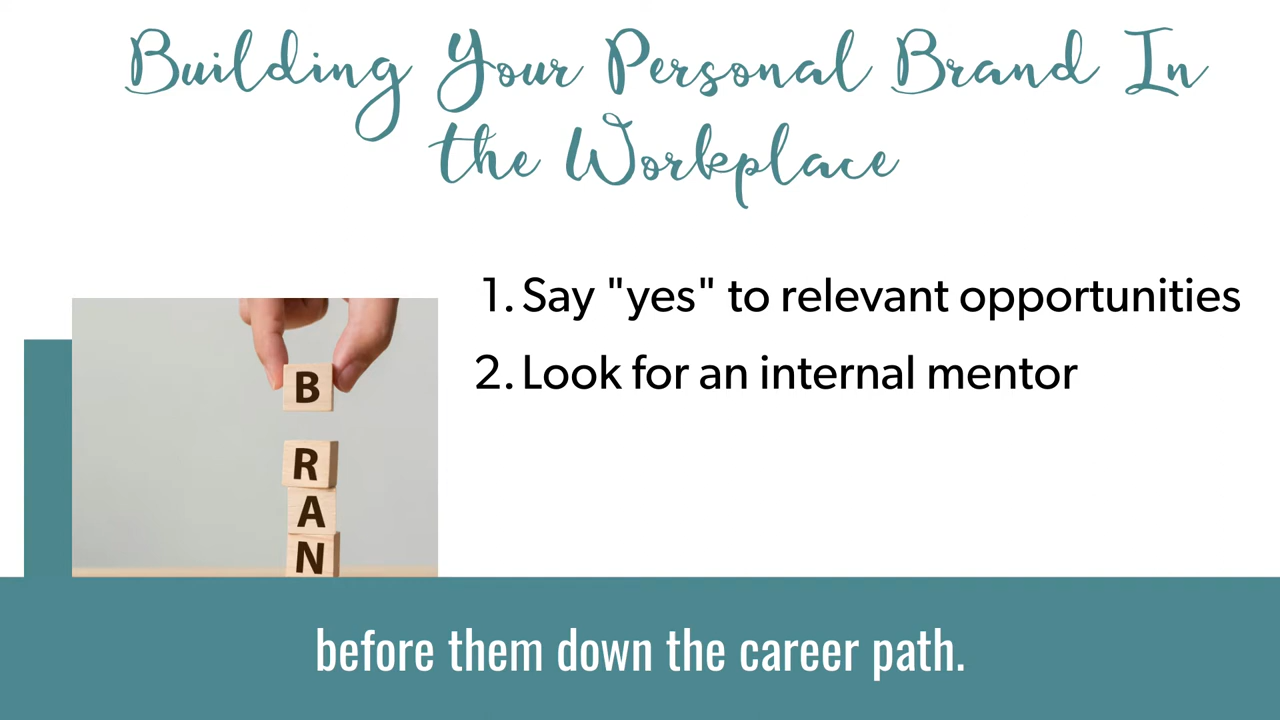 Building Your Personal Brand In
the Workplace
1. Say "yes" to relevant opportunities
2. Look for an internal mentor
B
R
A
N
before them down the career path.